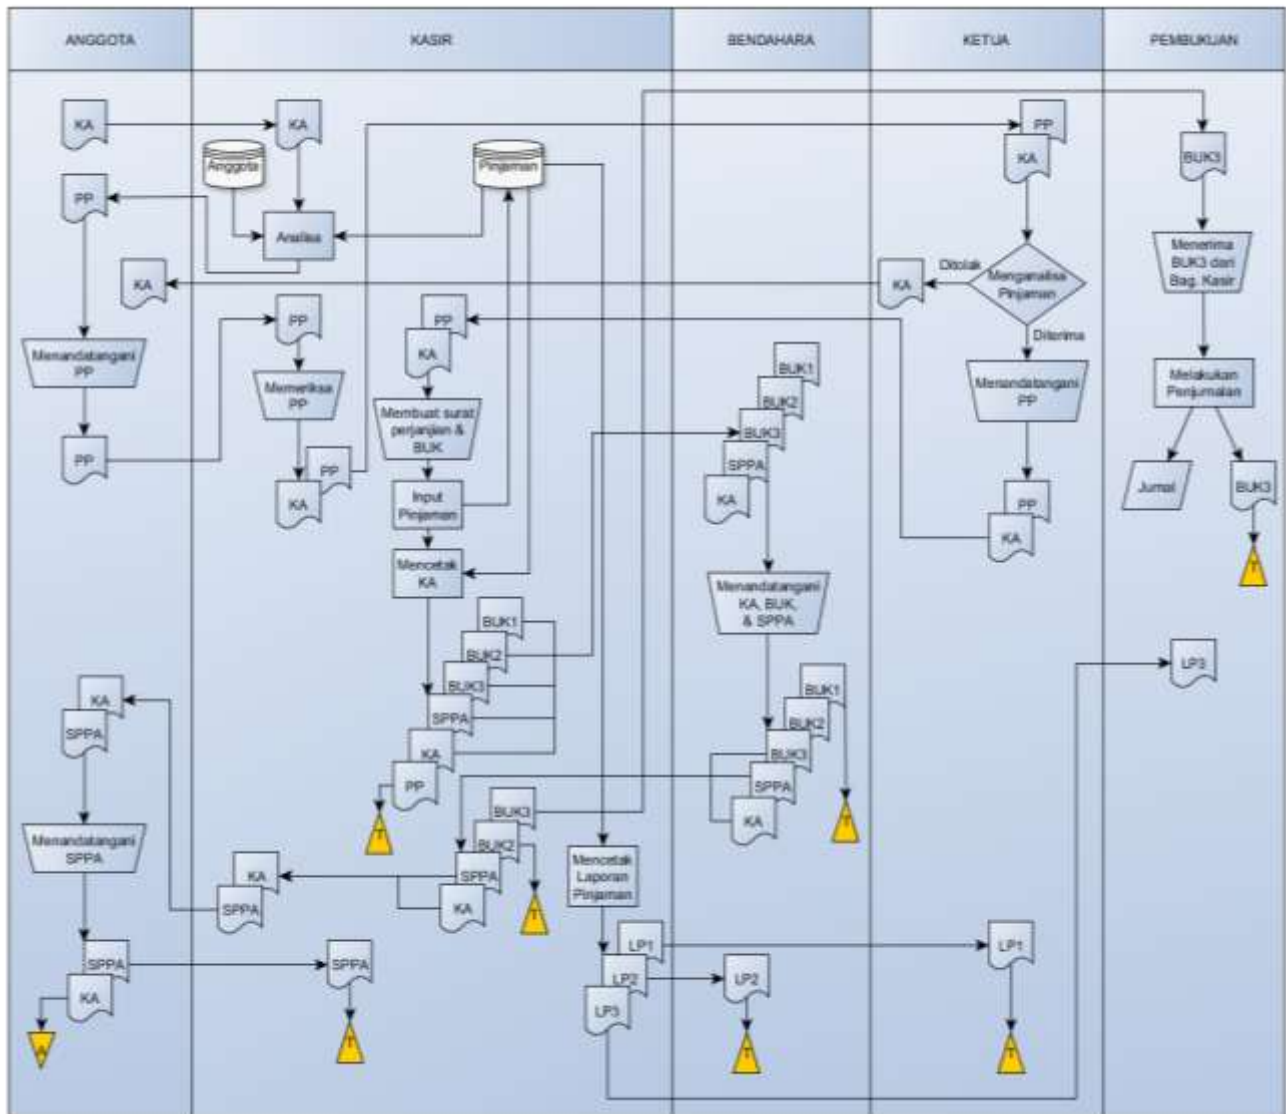 ANGGOTA
KASIR
BENDAHARA
KETUA
PEMBUKUAN
KA
KA
Anggota
PP
Analisa
KA
PP
Menandatangani
PP
Memeriksa
PP
PP
PP
KA
Pinjaman
PP
KA
Membuat surat
perjanjian &
BUK
Input
Pinjaman
Mencetak
KA
BUK1
BUK2
BUK3
SPPA
KA
PP
T
BUK3
BUK2
SPPA
KA
T
KA
SPPA
KA
SPPA
Menandatangani
SPPA
SPPA
KA
A
SPPA
T
Mencetak
Laporan
Pinjaman
LP1
LP2
LP3
BUK1
BUK2
BUK3
SPPA
KA
Menandatangani
KA, BUK,
& SPPA
BUK1
BUK2
BUK3
SPPA
KA
T
LP2
T
PP
KA
Menganalisa
Pinjaman
Ditolak
KA
Diterima
Menandatangani
PP
PP
KA
LP1
T
BUK3
Menerima
BUK3 dari
Bag. Kasir
Melakukan
Penjurnalan
Jurnal
BUK3
T
LP3